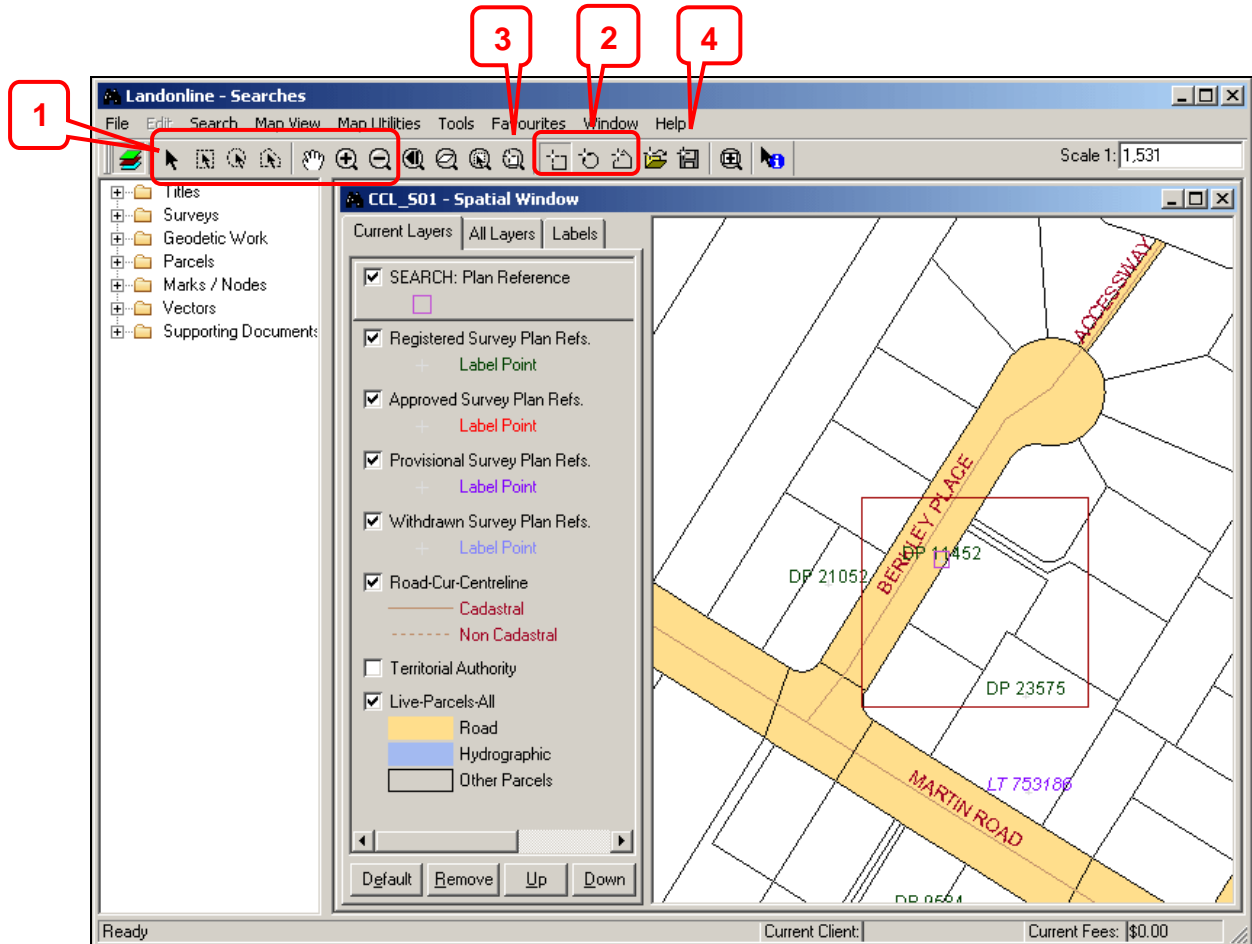 3
2
4
1
Landonline - Searches
File Edit Search Map View Map Utilities Tools Favourites Window Help
Scale 1: 1,531
Titles
Surveys
Geodetic Work
Parcels
Marks / Nodes
Vectors
Supporting Documents
CCL_S01 - Spatial Window
Current Layers All Layers Labels
SEARCH: Plan Reference
Registered Survey Plan Refs.
Label Point
Approved Survey Plan Refs.
Label Point
Provisional Survey Plan Refs.
Label Point
Withdrawn Survey Plan Refs.
Label Point
Road-Cur-Centreline
Cadastral
Non Cadastral
Territorial Authority
Live-Parcels-All
Road
Hydrographic
Other Parcels
Default Remove Up Down
ACCESSWAY
BERKLEY PLACE
DP 11452
DP 21052
DP 23575
LT 753186
MARTIN ROAD
Ready
Current Client:
Current Fees: $0.00